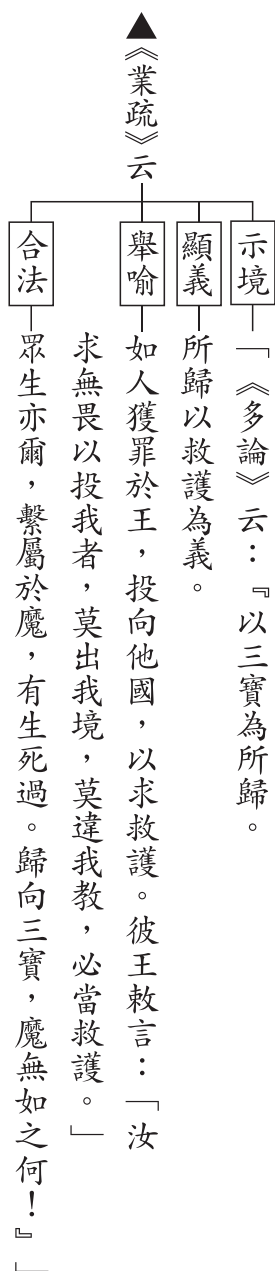 ▲《業疏》云
示境
「《多論》云：『以三寶為所歸。
顯義
所歸以救護為義。
舉喻
如人獲罪於王，投向他國，以求救護。彼王敕言：「汝
求無畏以投我者，莫出我境，莫違我教，必當救護。」
合法
眾生亦爾，繫屬於魔，有生死過。歸向三寶，魔無如之何！』」